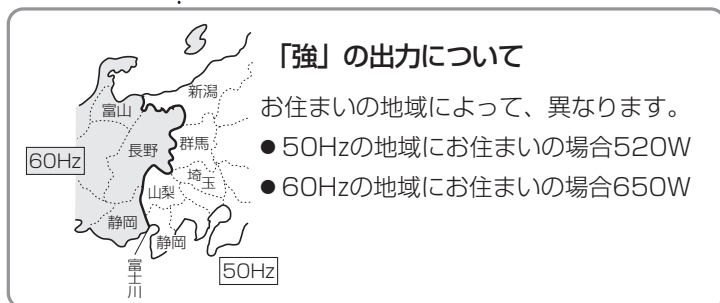 「強」の出力について
お住まいの地域によって、異なります。
●50Hzの地域にお住まいの場合520W
●60Hzの地域にお住まいの場合650W
新潟
富山
群馬
長野
60Hz
埼玉
山梨
静岡
静岡
富士川
50Hz